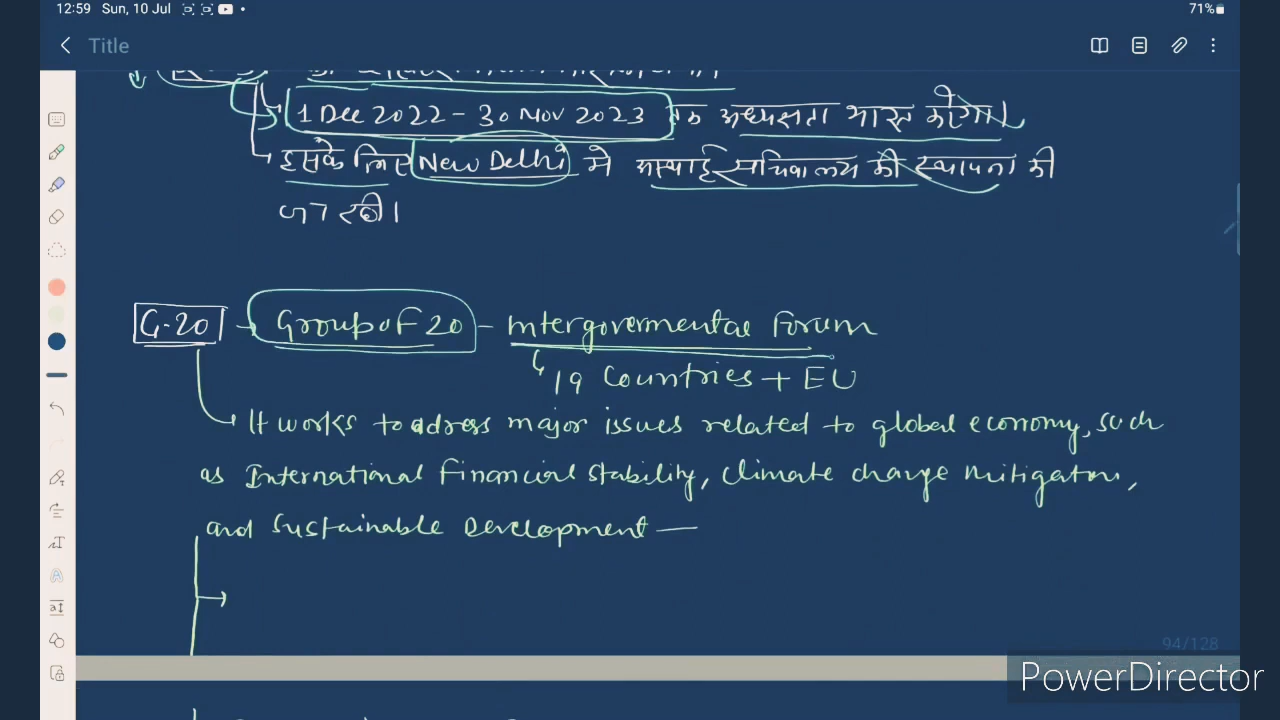 12:59 Sun, 10 Jul
71%
Title
1 Dec 2022 - 30 Nov 2023 तक अध्यक्षता भारत करेगा।
इसके लिए New Delhi मे अस्थाई सचिवालय की स्थापना की
जा रही।
G-20 → Group of 20 - Intergovermental Forum
19 Countries + EU
It works to address major issues related to global economy, such
as International financial stability, climate change mitigation,
and sustainable Development —
94/128
PowerDirector